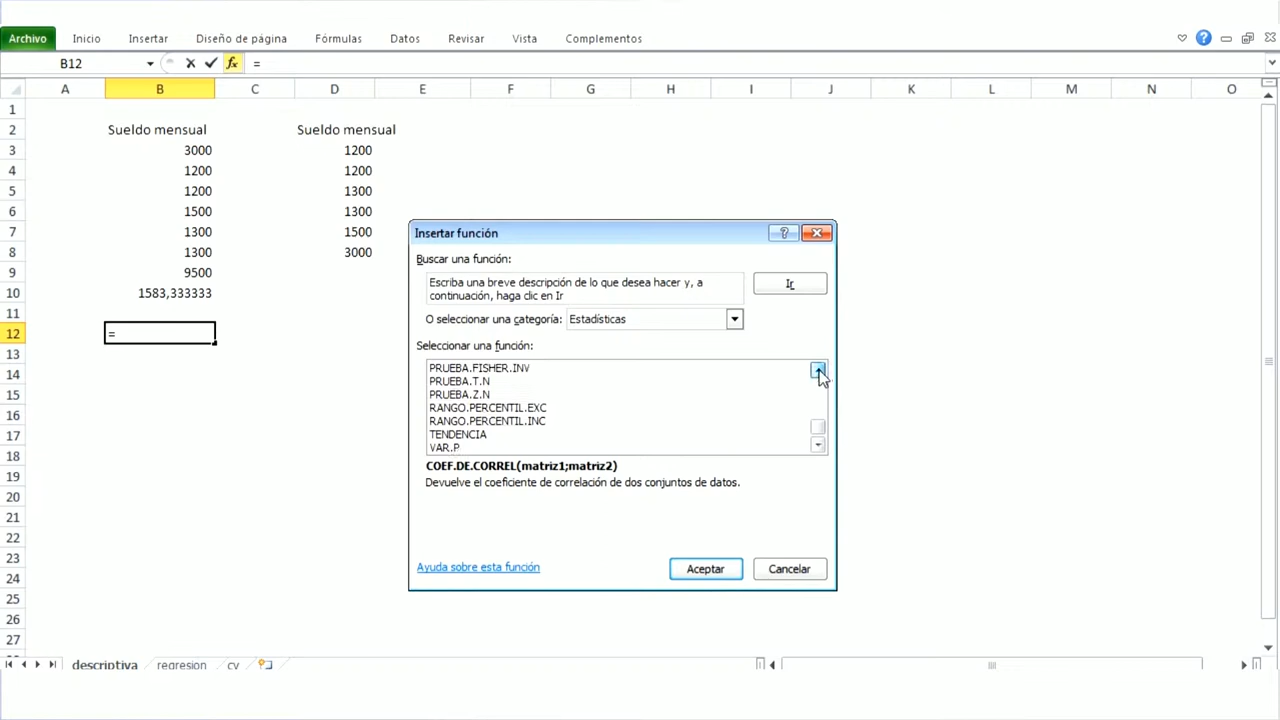 Archivo Inicio Insertar Diseño de página Fórmulas Datos Revisar Vista Complementos
B12 fx =
A B C D E F G H I J K L M N O
1
2 Sueldo mensual Sueldo mensual
3 3000 1200
4 1200 1200
5 1200 1300
6 1500 1300
7 1300 1500
8 1300 3000
9 9500
10 1583,333333
11
12 =
13
14
15
16
17
18
19
20
21
22
23
24
25
26
27
Insertar función
Buscar una función:
Escriba una breve descripción de lo que desea hacer y, a
continuación, haga clic en Ir
Ir
O seleccionar una categoría: Estadísticas
Seleccionar una función:
PRUEBA.FISHER.INV
PRUEBA.T.N
PRUEBA.Z.N
RANGO.PERCENTIL.EXC
RANGO.PERCENTIL.INC
TENDENCIA
VAR.P
COEF.DE.CORREL(matriz1;matriz2)
Devuelve el coeficiente de correlación de dos conjuntos de datos.
Ayuda sobre esta función Aceptar Cancelar
descriptiva regresion cv